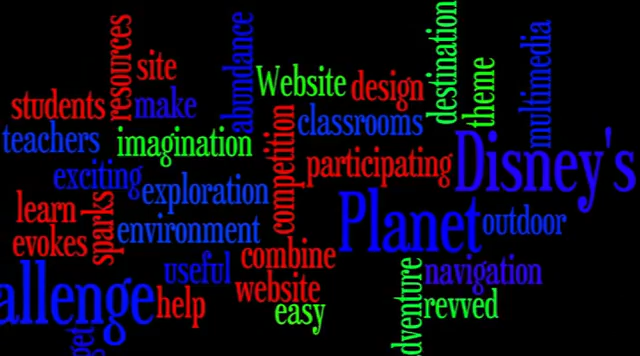 resources
site
abundance
Website
design
destination
theme
multimedia
students
make
teachers
imagination
competition
classrooms
participating
Disney's
exciting
exploration
learn
sparks
evokes
environment
Planet
outdoor
useful
combine
navigation
allenge
help
website
easy
dventure
revved
get